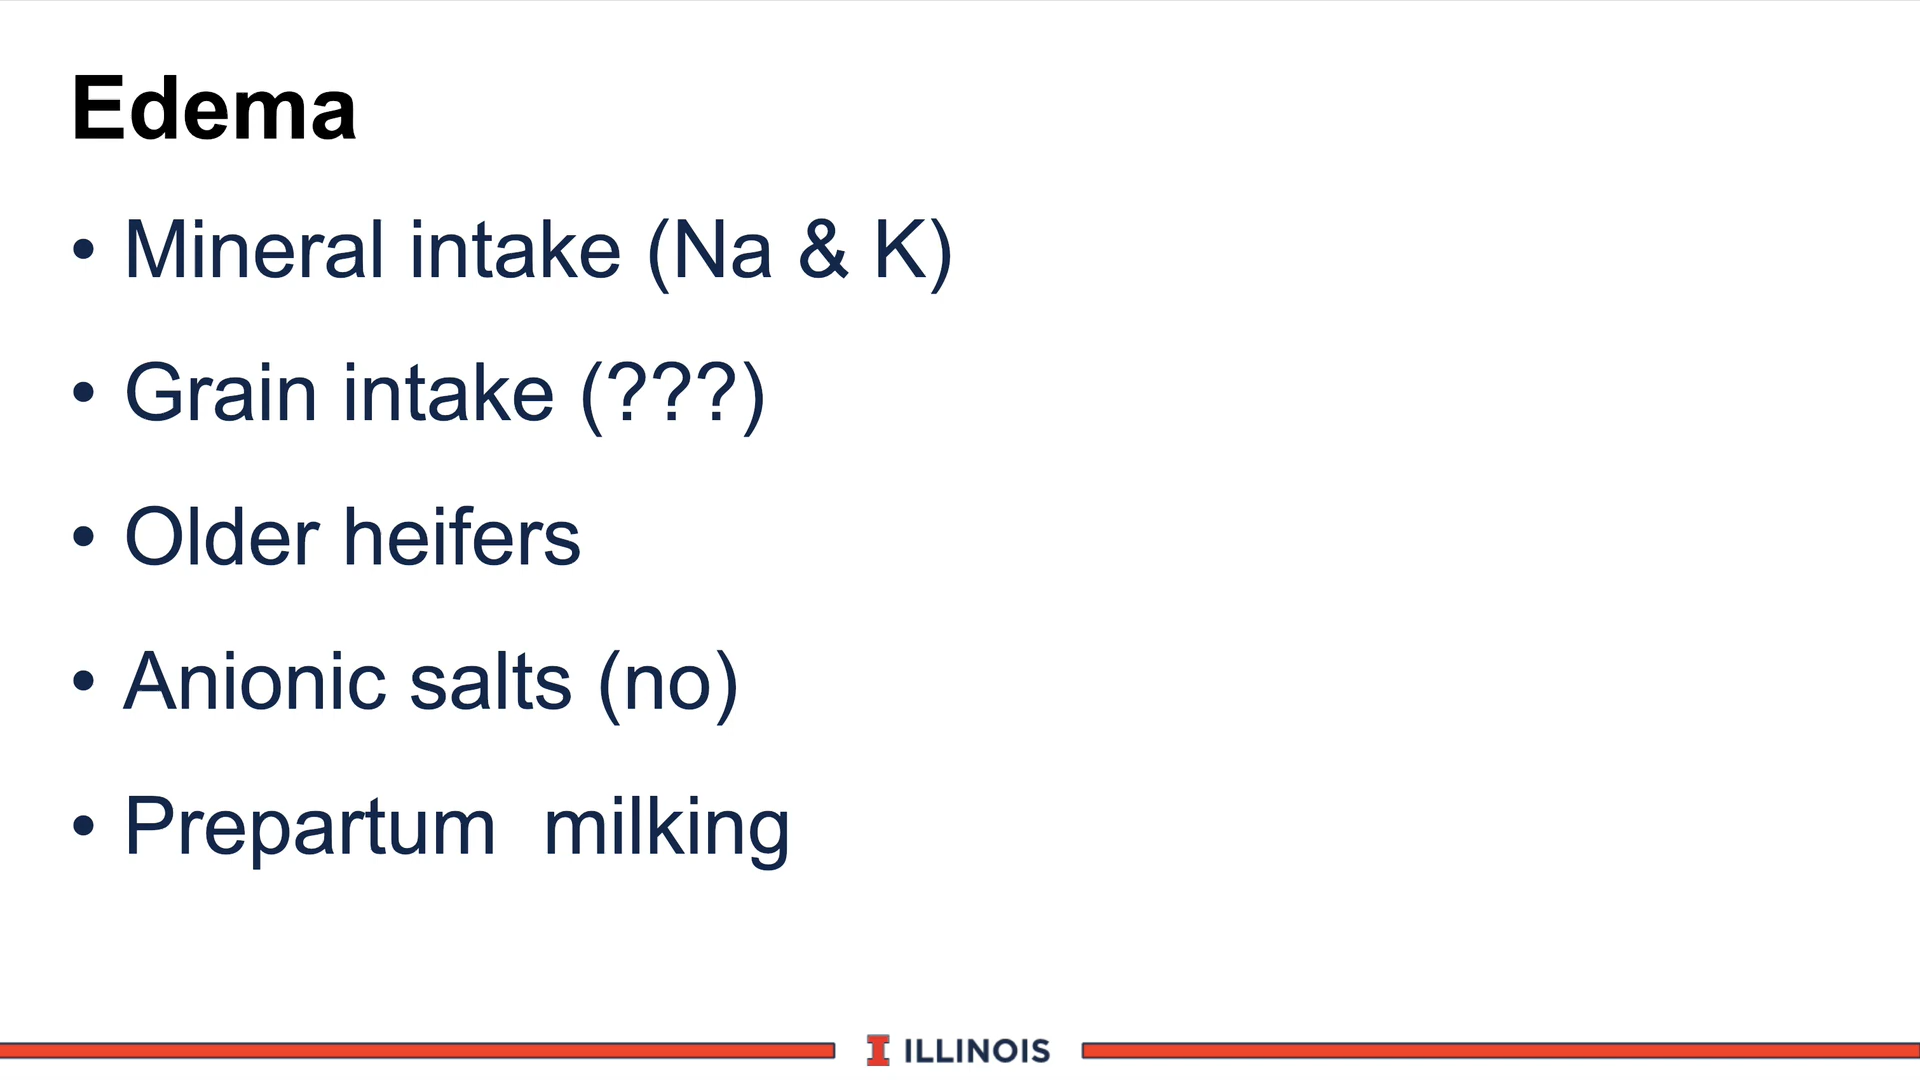 Edema
• Mineral intake (Na & K)
• Grain intake (???)
• Older heifers
• Anionic salts (no)
• Prepartum  milking
I ILLINOIS